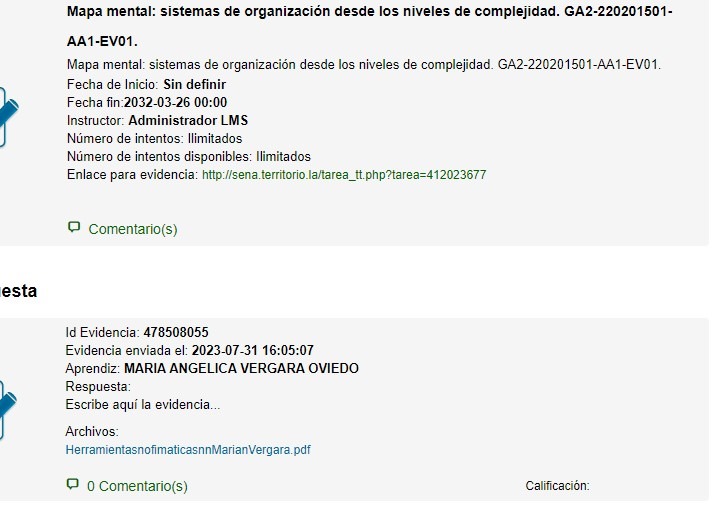 Mapa mental: sistemas de organización desde los niveles de complejidad. GA2-220201501-
AA1-EV01.
Mapa mental: sistemas de organización desde los niveles de complejidad. GA2-220201501-AA1-EV01.
Fecha de Inicio: Sin definir
Fecha fin:2032-03-26 00:00
Instructor: Administrador LMS
Número de intentos: Ilimitados
Número de intentos disponibles: Ilimitados
Enlace para evidencia: http://sena.territorio.la/tarea_tt.php?tarea=412023677
Comentario(s)
esta
Id Evidencia: 478508055
Evidencia enviada el: 2023-07-31 16:05:07
Aprendiz: MARIA ANGELICA VERGARA OVIEDO
Respuesta:
Escribe aquí la evidencia...
Archivos:
HerramientasnofimaticasnnMarianVergara.pdf
0 Comentario(s) Calificación: